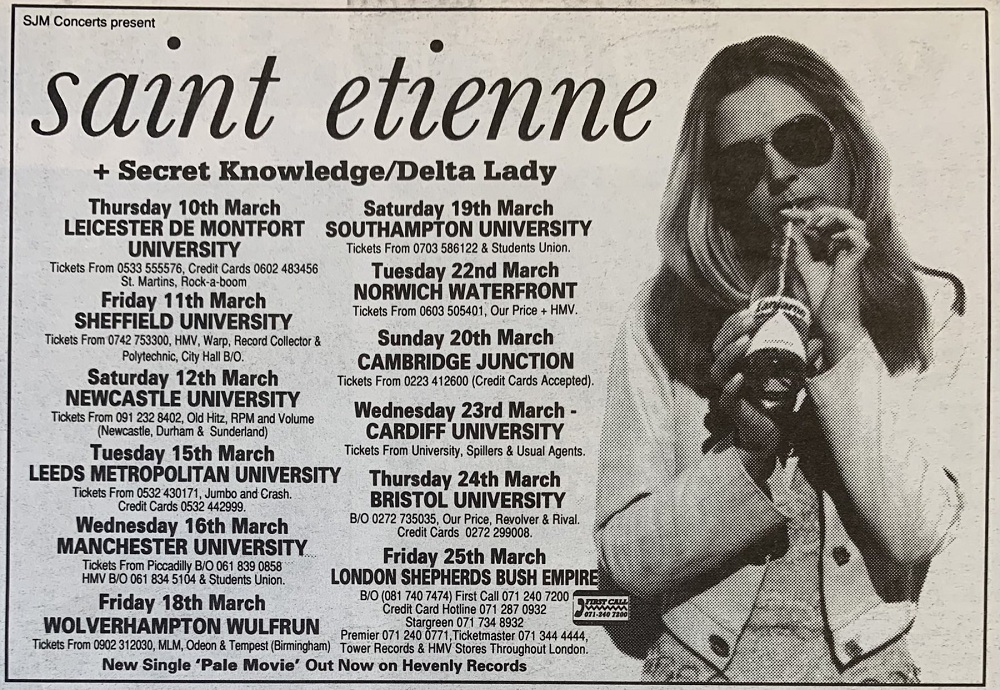 SJM Concerts present
saint etienne
+ Secret Knowledge/Delta Lady
Thursday 10th March
LEICESTER DE MONTFORT
UNIVERSITY
Tickets From 0533 555576, Credit Cards 0602 483456
St. Martins, Rock-a-boom
Friday 11th March
SHEFFIELD UNIVERSITY
Tickets From 0742 753300, HMV, Warp, Record Collector &
Polytechnic, City Hall B/O.
Saturday 12th March
NEWCASTLE UNIVERSITY
Tickets From 091 232 8402, Old Hitz, RPM and Volume
(Newcastle, Durham & Sunderland)
Tuesday 15th March
LEEDS METROPOLITAN UNIVERSITY
Tickets From 0532 430171, Jumbo and Crash.
Credit Cards 0532 442999.
Wednesday 16th March
MANCHESTER UNIVERSITY
Tickets From Piccadilly B/O 061 839 0858
HMV B/O 061 834 5104 & Students Union.
Friday 18th March
WOLVERHAMPTON WULFRUN
Tickets From 0902 312030, MLM, Odeon & Tempest (Birmingham)
Saturday 19th March
SOUTHAMPTON UNIVERSITY
Tickets From 0703 586122 & Students Union.
Tuesday 22nd March
NORWICH WATERFRONT
Tickets From 0603 505401, Our Price + HMV.
Sunday 20th March
CAMBRIDGE JUNCTION
Tickets From 0223 412600 (Credit Cards Accepted).
Wednesday 23rd March -
CARDIFF UNIVERSITY
Tickets From University, Spillers & Usual Agents.
Thursday 24th March
BRISTOL UNIVERSITY
B/O 0272 735035, Our Price, Revolver & Rival.
Credit Cards 0272 299008.
Friday 25th March
LONDON SHEPHERDS BUSH EMPIRE
B/O (081 740 7474) First Call 071 240 7200
Credit Card Hotline 071 287 0932
Stargreen 071 734 8932
Premier 071 240 0771,Ticketmaster 071 344 4444,
Tower Records & HMV Stores Throughout London.
FIRST CALL
071-240 7200
New Single ‘Pale Movie’ Out Now on Hevenly Records